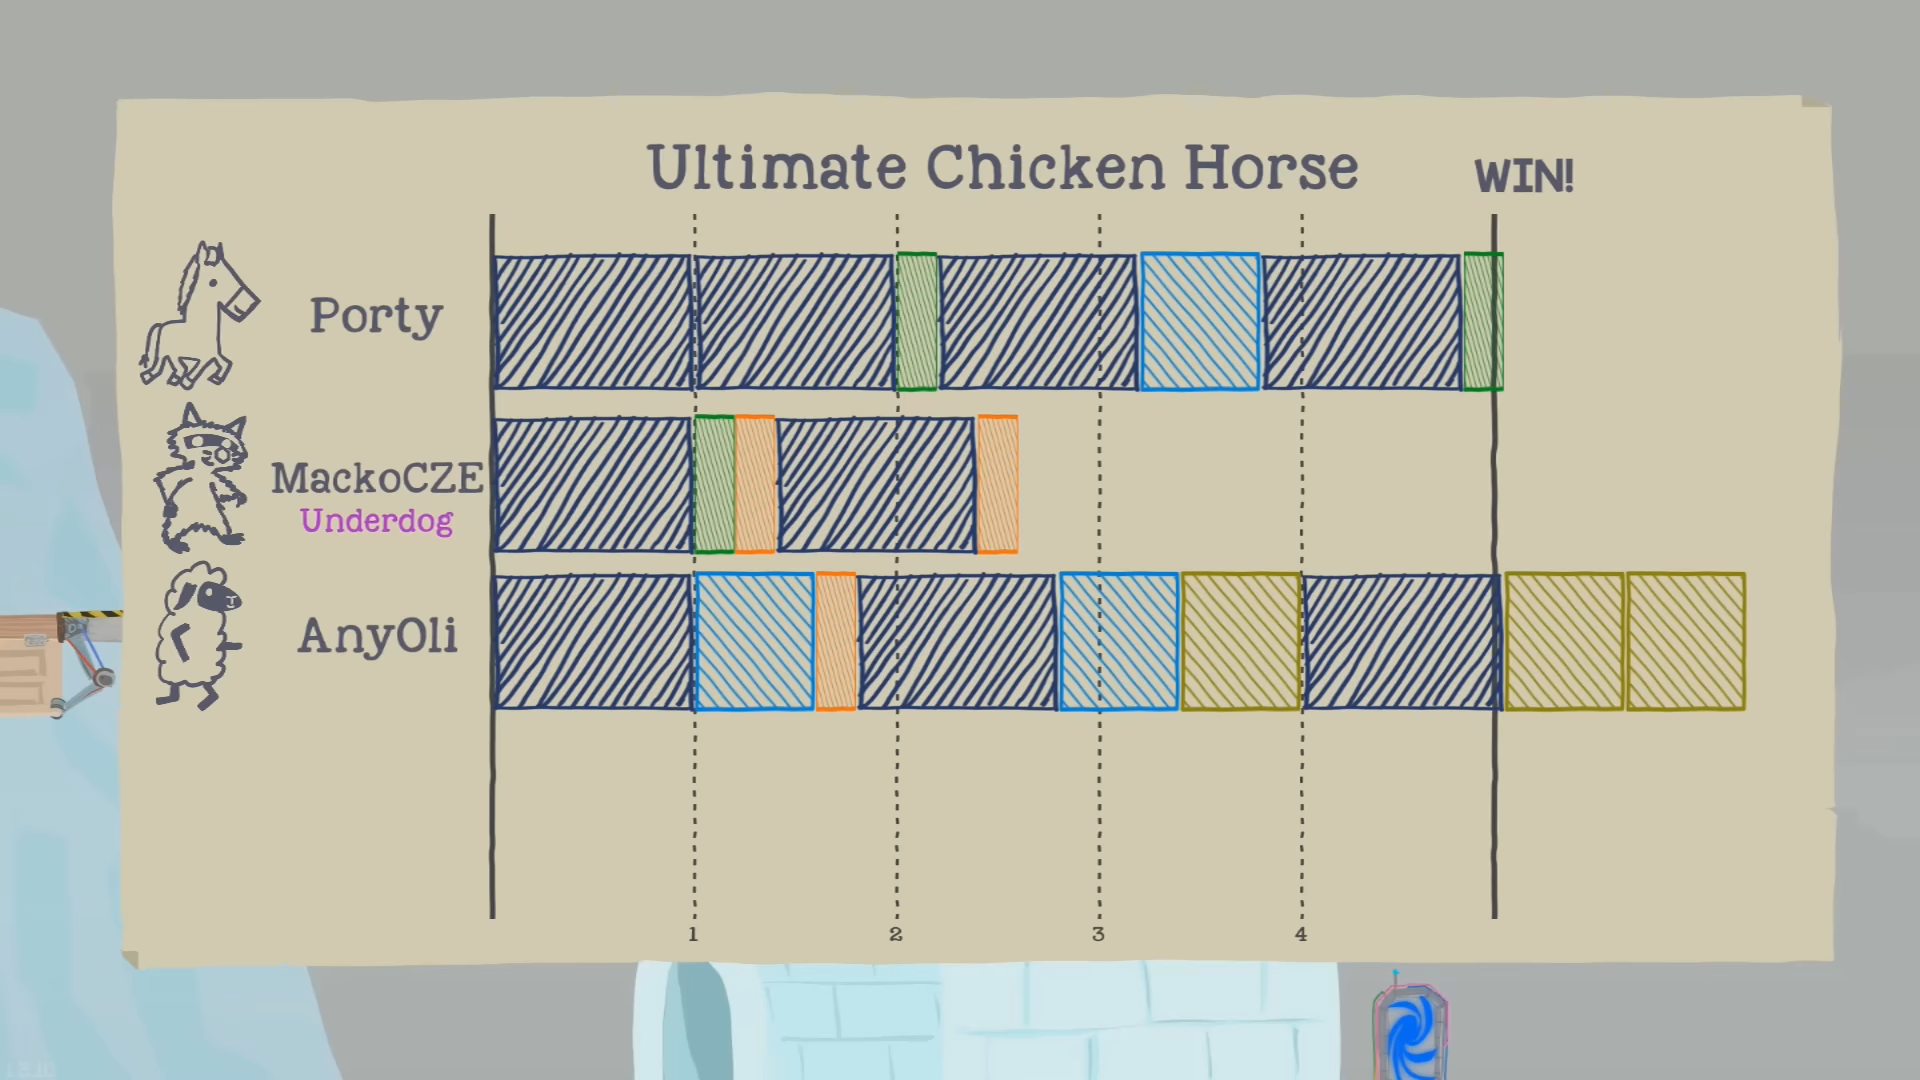 Ultimate Chicken Horse
WIN!
Porty
MackoCZE
Underdog
AnyOli
1 2 3 4